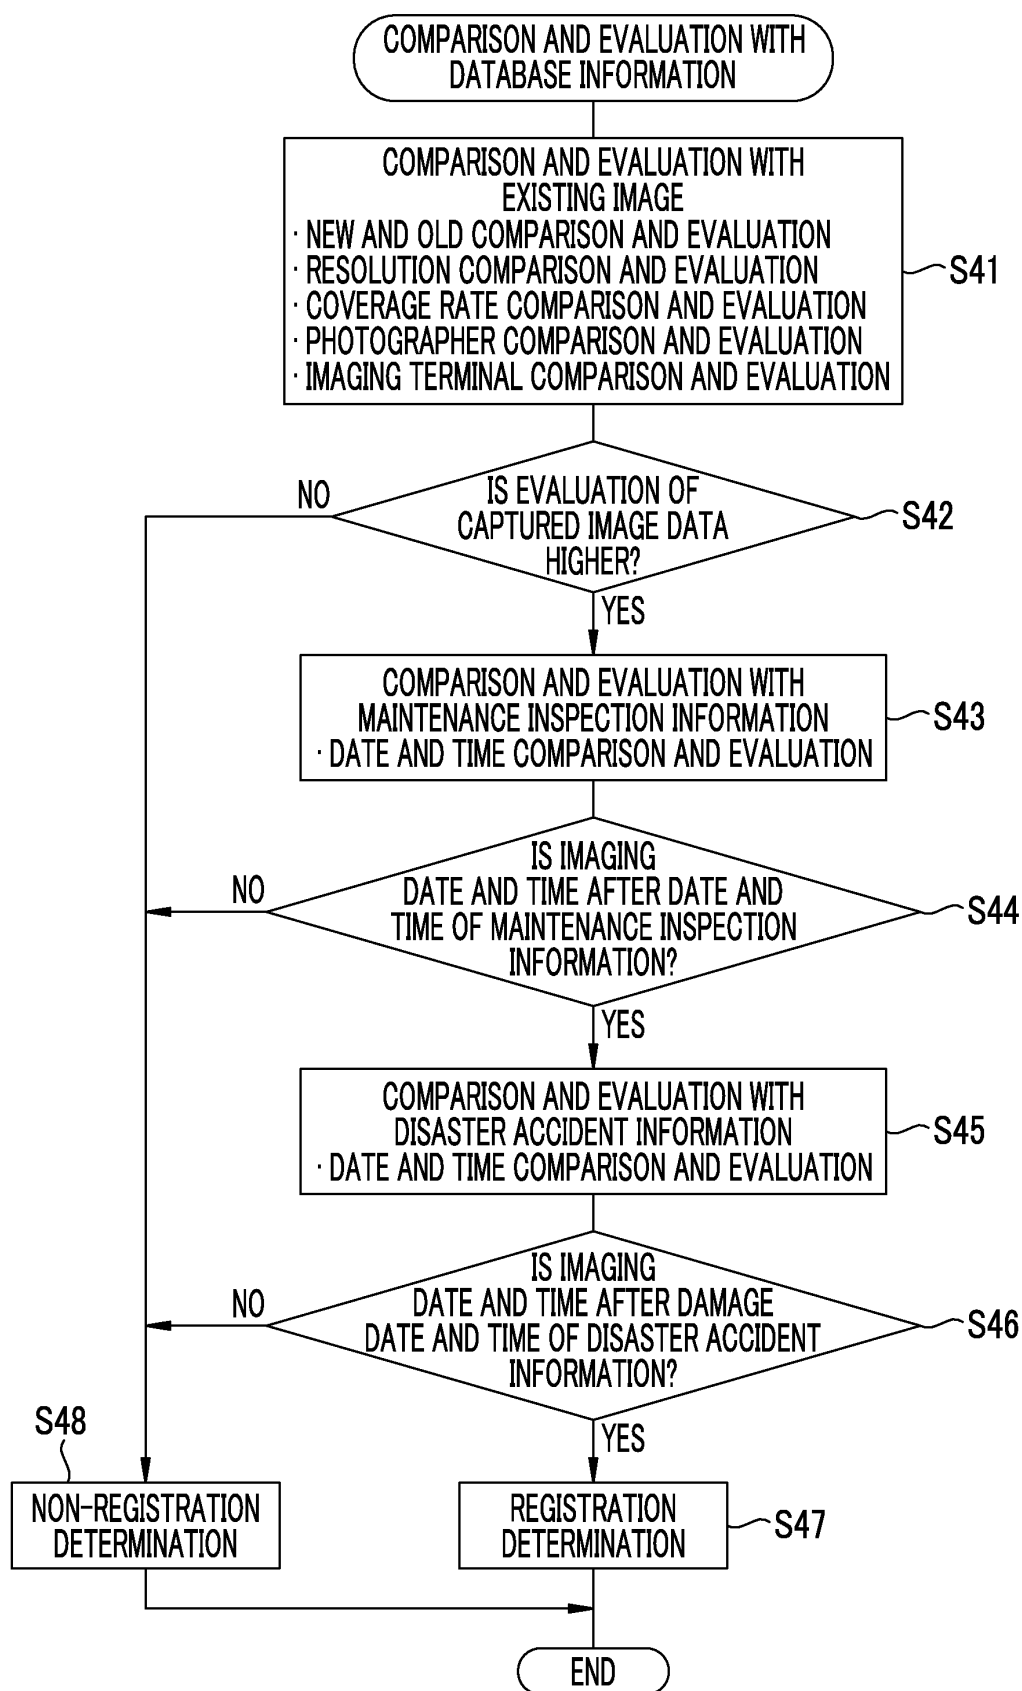 COMPARISON AND EVALUATION WITH
DATABASE INFORMATION
COMPARISON AND EVALUATION WITH
EXISTING IMAGE
· NEW AND OLD COMPARISON AND EVALUATION
· RESOLUTION COMPARISON AND EVALUATION
· COVERAGE RATE COMPARISON AND EVALUATION
· PHOTOGRAPHER COMPARISON AND EVALUATION
· IMAGING TERMINAL COMPARISON AND EVALUATION
S41
IS EVALUATION OF
CAPTURED IMAGE DATA
HIGHER?
NO
S42
YES
COMPARISON AND EVALUATION WITH
MAINTENANCE INSPECTION INFORMATION
· DATE AND TIME COMPARISON AND EVALUATION
S43
IS IMAGING
DATE AND TIME AFTER DATE AND
TIME OF MAINTENANCE INSPECTION
INFORMATION?
NO
S44
YES
COMPARISON AND EVALUATION WITH
DISASTER ACCIDENT INFORMATION
· DATE AND TIME COMPARISON AND EVALUATION
S45
IS IMAGING
DATE AND TIME AFTER DAMAGE
DATE AND TIME OF DISASTER ACCIDENT
INFORMATION?
NO
S46
YES
S48
NON-REGISTRATION
DETERMINATION
REGISTRATION
DETERMINATION
S47
END